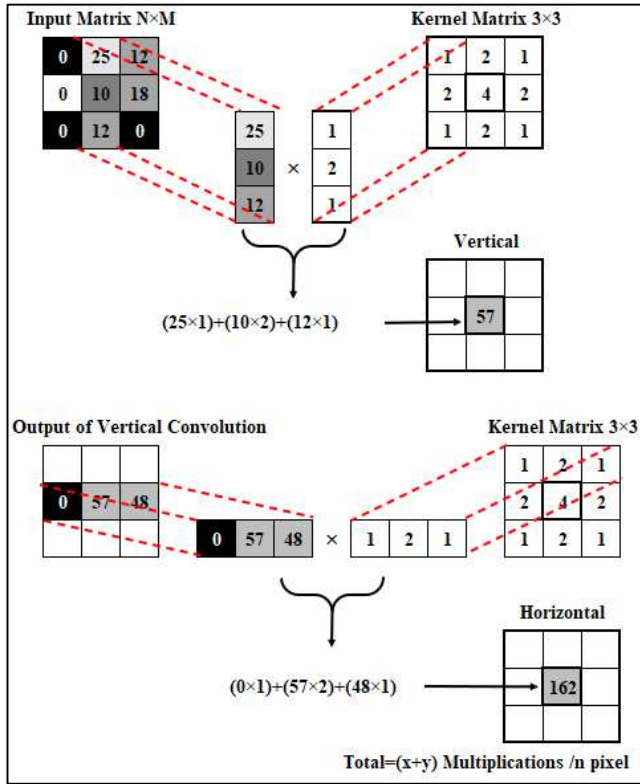 Input Matrix N×M
Kernel Matrix 3×3
0 25 12
0 10 18
0 12 0
1 2 1
2 4 2
1 2 1
25
10
12
×
1
2
1
Vertical
(25×1)+(10×2)+(12×1)
57
Output of Vertical Convolution
Kernel Matrix 3×3
0 57 48
1 2 1
2 4 2
1 2 1
0 57 48 × 1 2 1
Horizontal
(0×1)+(57×2)+(48×1)
162
Total=(x+y) Multiplications /n pixel